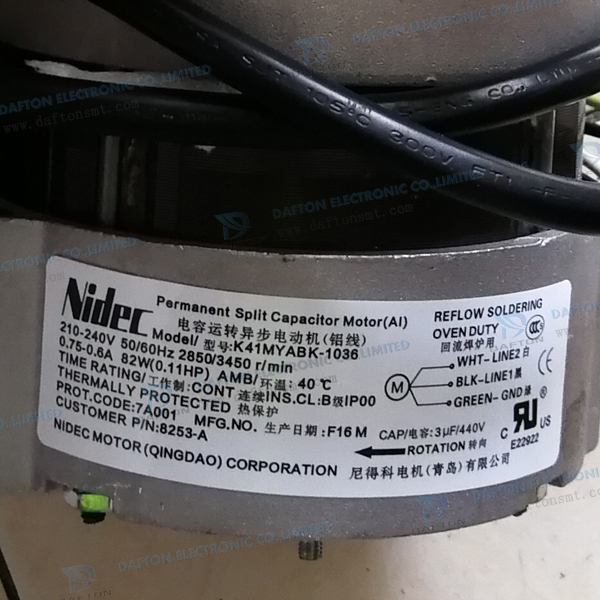 DAFTON ELECTRONIC CO.,LIMITED
www.daftonsmt.com
300V FT1
Nidec
Permanent Split Capacitor Motor(Al)
电容运转异步电动机(铝线)
Model/ 型号:K41MYABK-1036
210-240V 50/60Hz 2850/3450 r/min
0.75-0.6A 82W(0.11HP) AMB/环温: 40℃
TIME RATING/工作制:CONT.连续INS.CL:B级IP00
THERMALLY PROTECTED 热保护
PROT.CODE:7A001 MFG.NO. 生产日期:F16 M
CUSTOMER P/N:8253-A
NIDEC MOTOR (QINGDAO) CORPORATION
REFLOW SOLDERING
OVEN DUTY
回流焊炉用
CCC
M
WHT-LINE2 白
BLK-LINE1黑
GREEN-GND绿
CAP/电容:3μF/440V
ROTATION 转向
C RU US
E22922
尼得科电机(青岛)有限公司